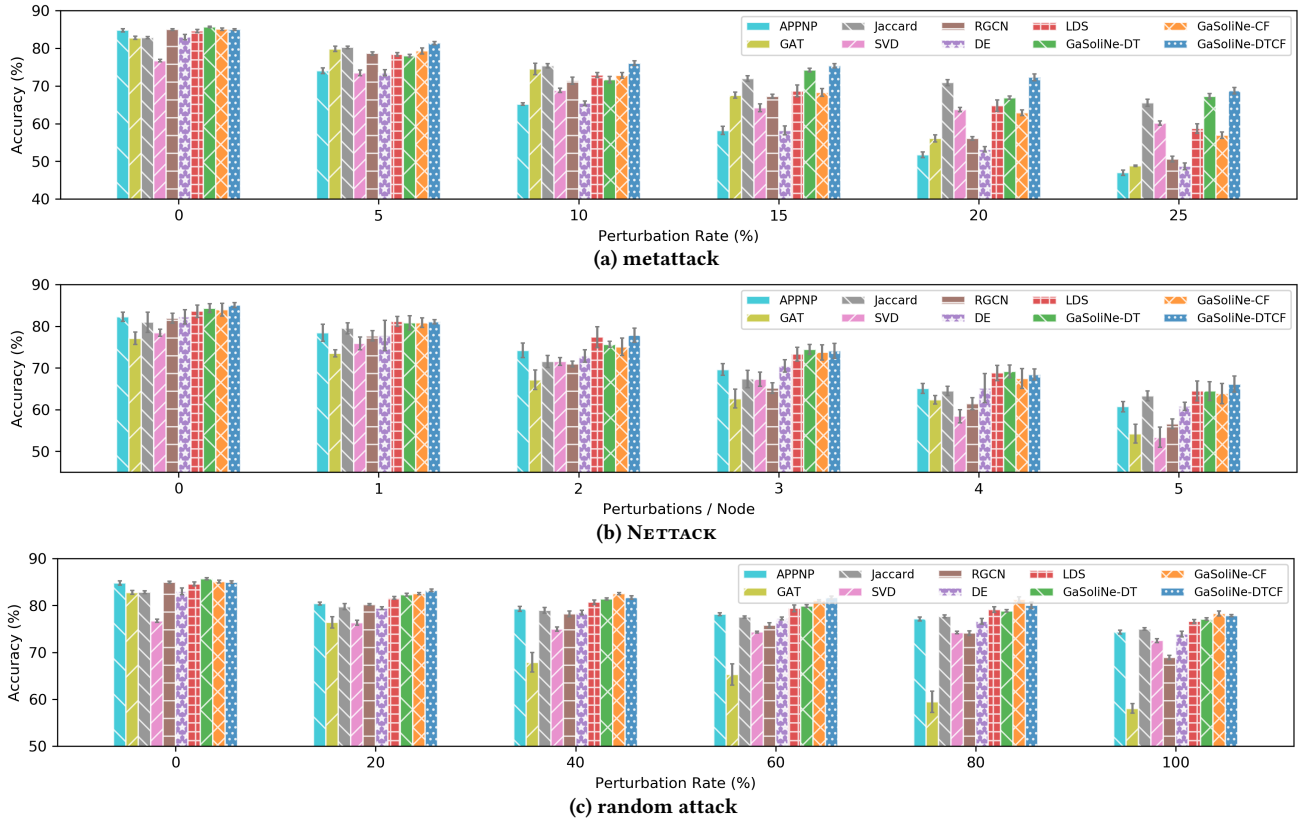 90
80
70
60
50
40
Accuracy (%)
APPNP Jaccard RGCN LDS GaSoliNe-CF
GAT SVD DE GaSoliNe-DT GaSoliNe-DTCF
0 5 10 15 20 25
Perturbation Rate (%)
(a) metattack
90
80
70
60
50
Accuracy (%)
APPNP Jaccard RGCN LDS GaSoliNe-CF
GAT SVD DE GaSoliNe-DT GaSoliNe-DTCF
0 1 2 3 4 5
Perturbations / Node
(b) Nettack
90
80
70
60
50
Accuracy (%)
APPNP Jaccard RGCN LDS GaSoliNe-CF
GAT SVD DE GaSoliNe-DT GaSoliNe-DTCF
0 20 40 60 80 100
Perturbation Rate (%)
(c) random attack